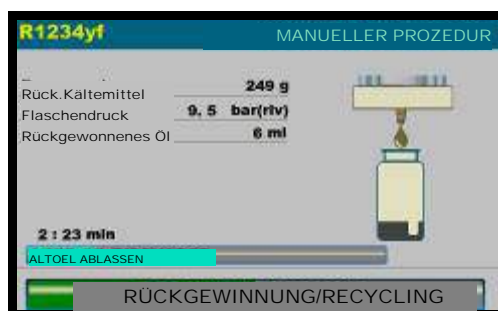 R1234yf
MANUELLER PROZEDUR
Rück.Kältemittel 249 g
Flaschendruck 9, 5 bar(rlv)
Rückgewonnenes Öl 6 ml
2 : 23 min
ALTOEL ABLASSEN
RÜCKGEWINNUNG/RECYCLING